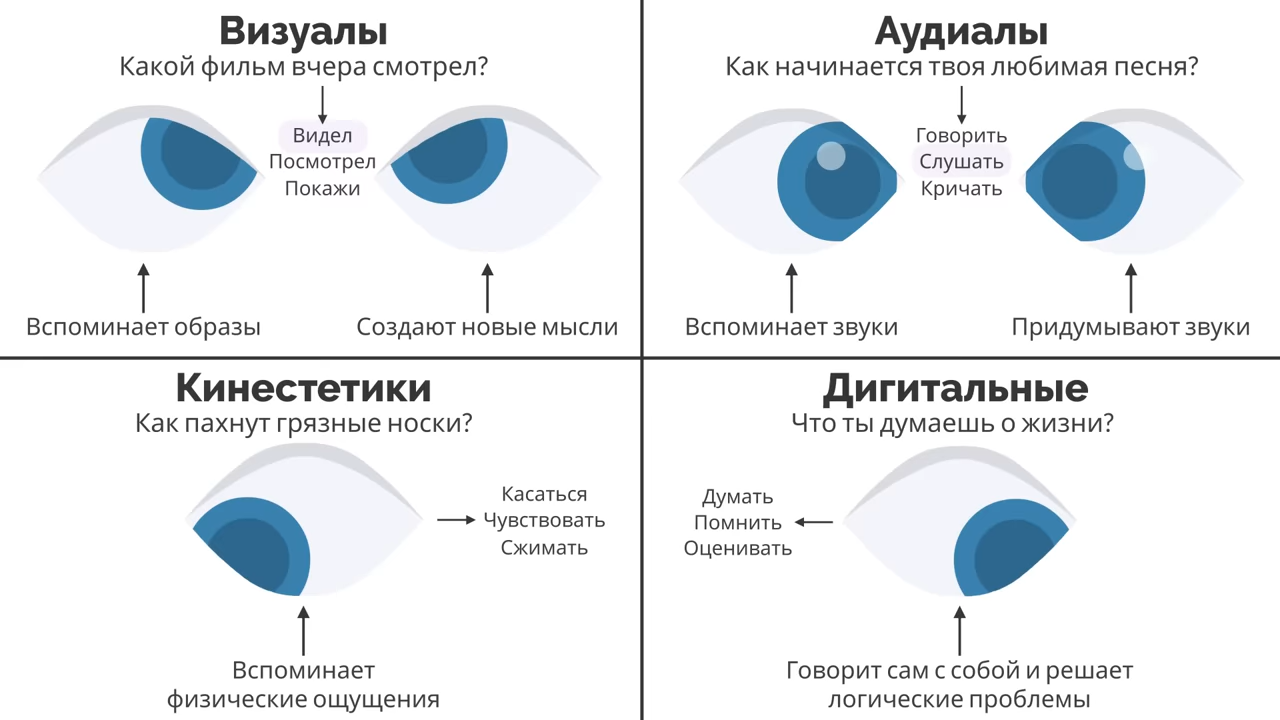 Визуалы
Какой фильм вчера смотрел?
Видел
Посмотрел
Покажи
Вспоминает образы
Создают новые мысли
Аудиалы
Как начинается твоя любимая песня?
Говорить
Слушать
Кричать
Вспоминает звуки
Придумывают звуки
Кинестетики
Как пахнут грязные носки?
Касаться
Чувствовать
Сжимать
Вспоминает
физические ощущения
Дигитальные
Что ты думаешь о жизни?
Думать
Помнить
Оценивать
Говорит сам с собой и решает
логические проблемы